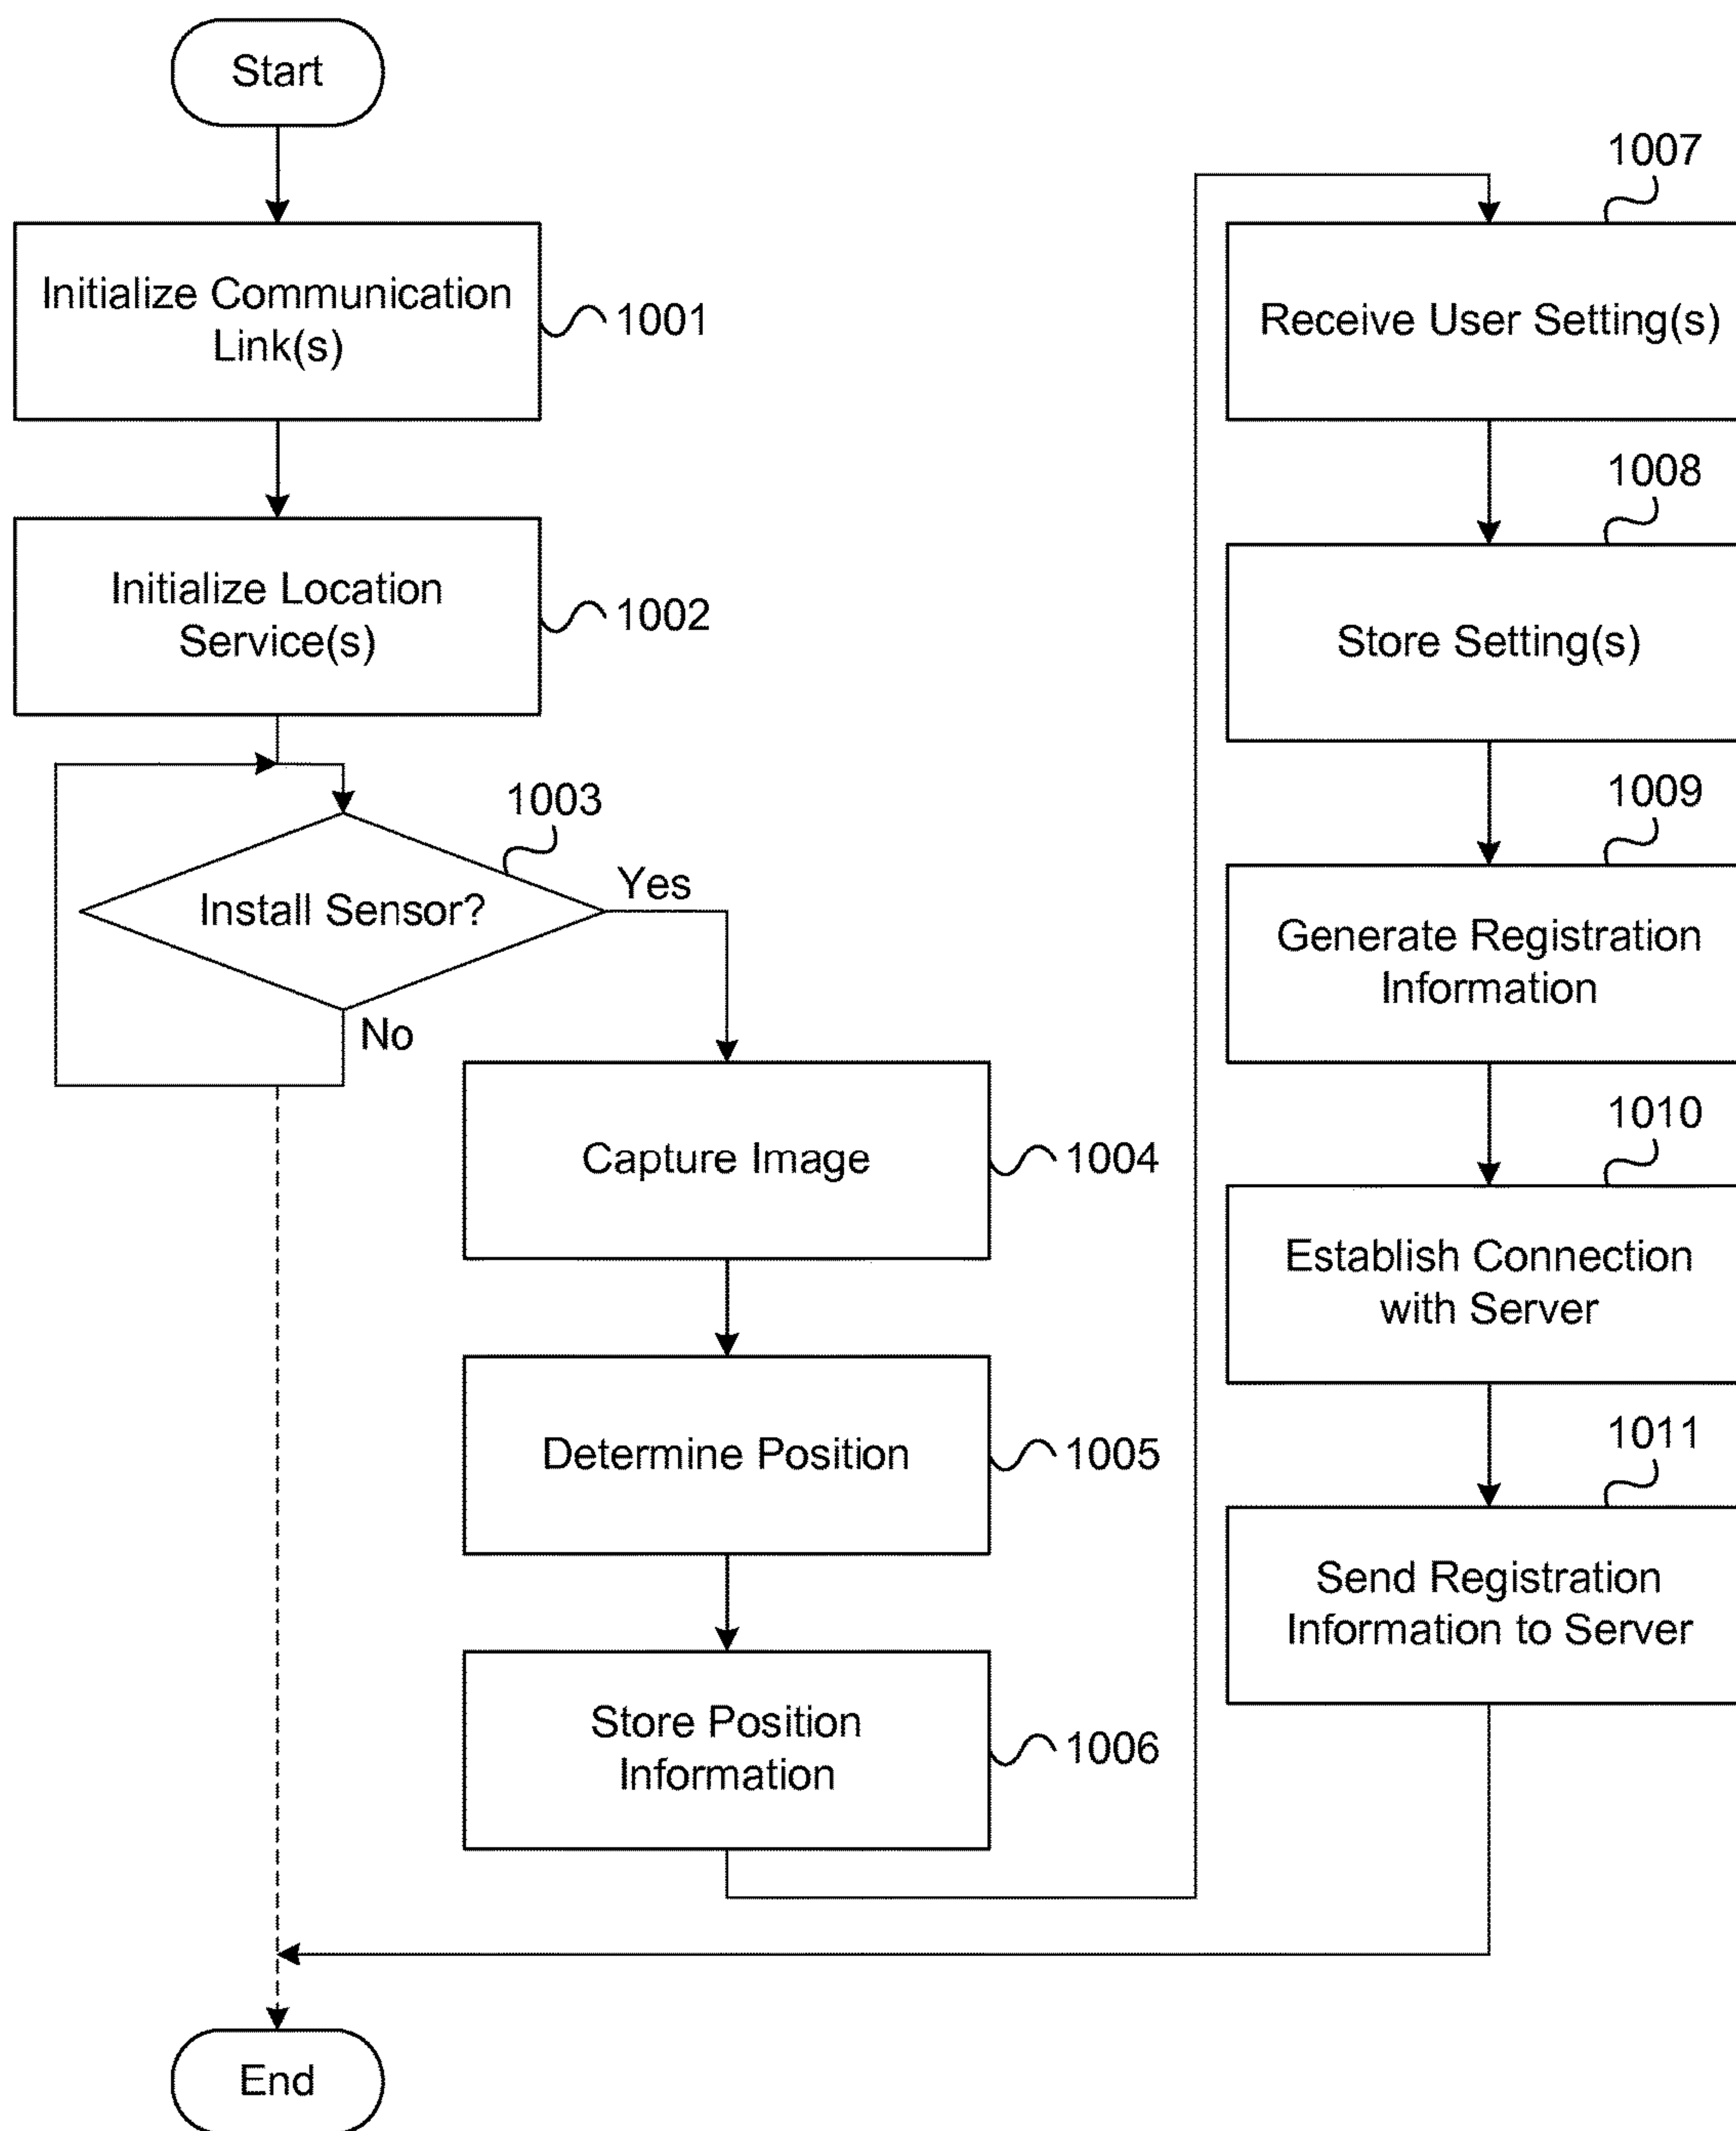 Start
Initialize Communication
Link(s)
1001
Initialize Location
Service(s)
1002
1003
Install Sensor?
Yes
No
Capture Image
1004
Determine Position
1005
Store Position
Information
1006
1007
Receive User Setting(s)
1008
Store Setting(s)
1009
Generate Registration
Information
1010
Establish Connection
with Server
1011
Send Registration
Information to Server
End